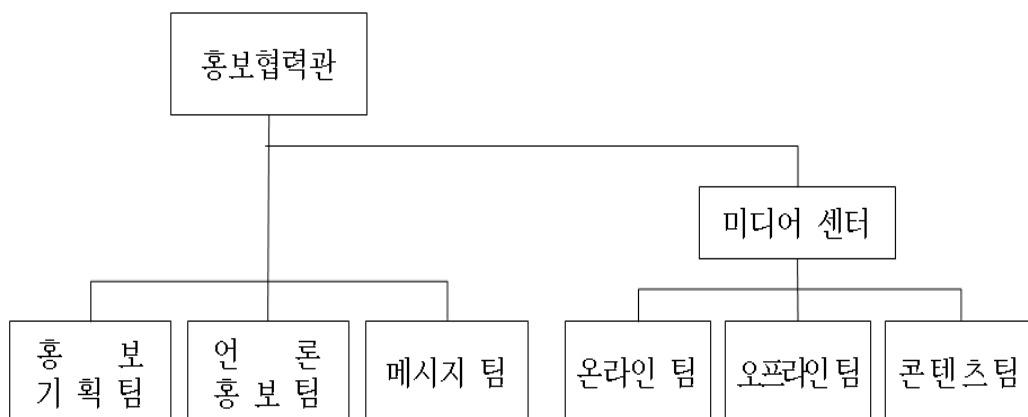 홍보협력관
미디어 센터
홍 보
기획팀
언 론
홍보팀
메시지 팀
온라인 팀
오프라인팀
콘텐츠팀